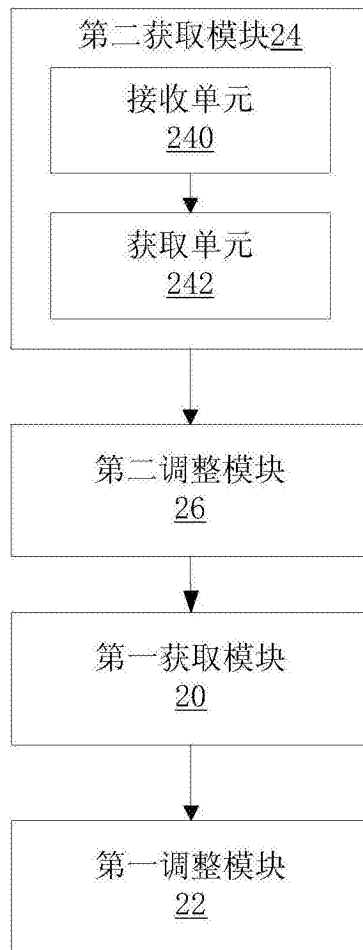 第二获取模块24
接收单元
240
获取单元
242
第二调整模块
26
第一获取模块
20
第一调整模块
22